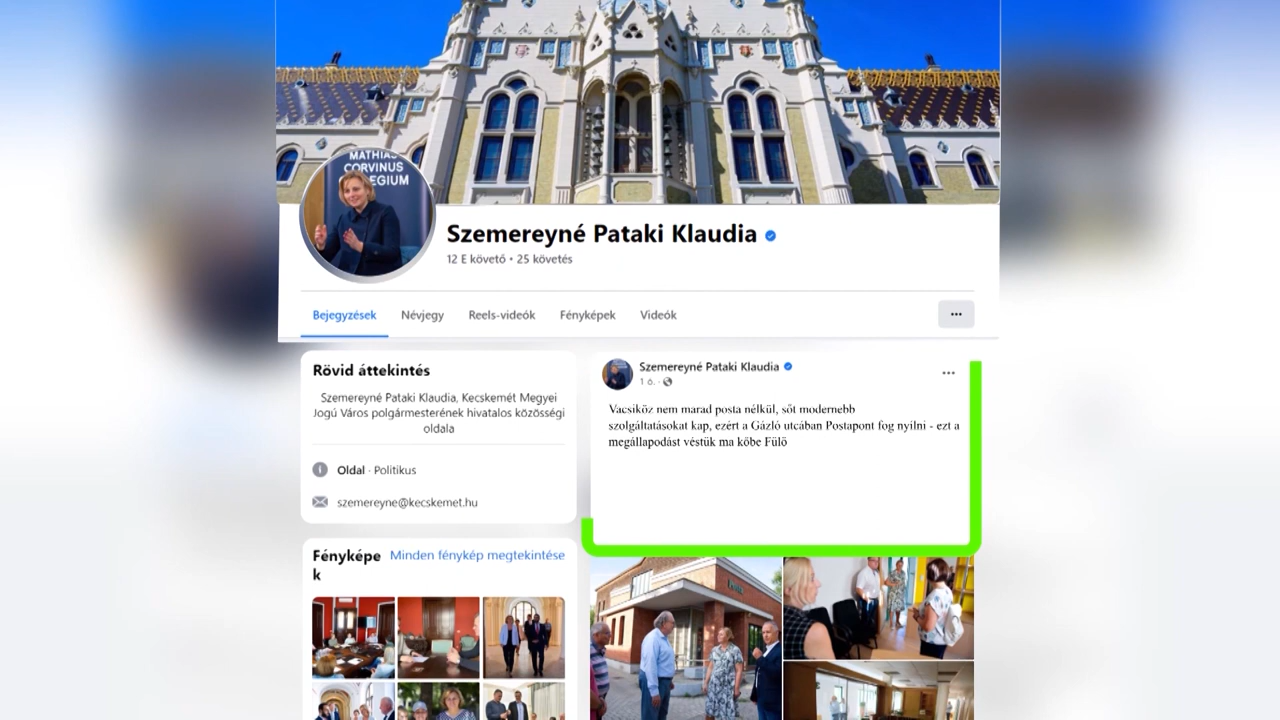 MATHIAS
CORVINUS
EGIUM
Szemereyné Pataki Klaudia
12 E követő • 25 követés
Bejegyzések
Névjegy
Reels-videók
Fényképek
Videók
Rövid áttekintés
Szemereyné Pataki Klaudia, Kecskemét Megyei
Jogú Város polgármesterének hivatalos közösségi
oldala
Oldal · Politikus
szemereyne@kecskemet.hu
Fényképe
k
Minden fénykép megtekintése
Szemereyné Pataki Klaudia
1 ó. ·
Vacsiköz nem marad posta nélkül, sőt modernebb
szolgáltatásokat kap, ezért a Gázló utcában Postapont fog nyilni - ezt a
megállapodást véstük ma kőbe Fülö